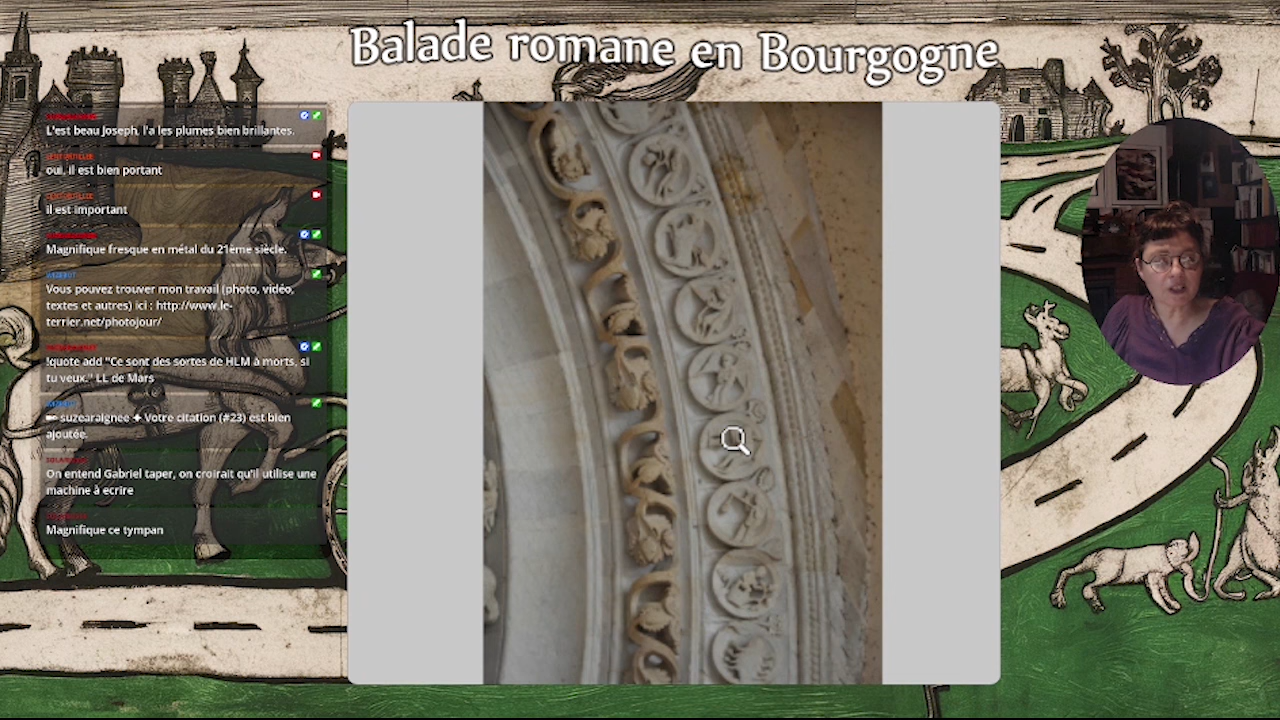 Balade romane en Bourgogne
L'est beau Joseph, l'a les plumes bien brillantes.
oui, il est bien portant
il est important
Magnifique fresque en métal du 21ème siècle.
Vous pouvez trouver mon travail (photo, vidéo,
textes et autres) ici : http://www.le-
terrier.net/photojour/
!quote add "Ce sont des sortes de HLM à morts, si
tu veux." LL de Mars
suzearaignee ✦ Votre citation (#23) est bien
ajoutée.
On entend Gabriel taper, on croirait qu'il utilise une
machine à ecrire
Magnifique ce tympan